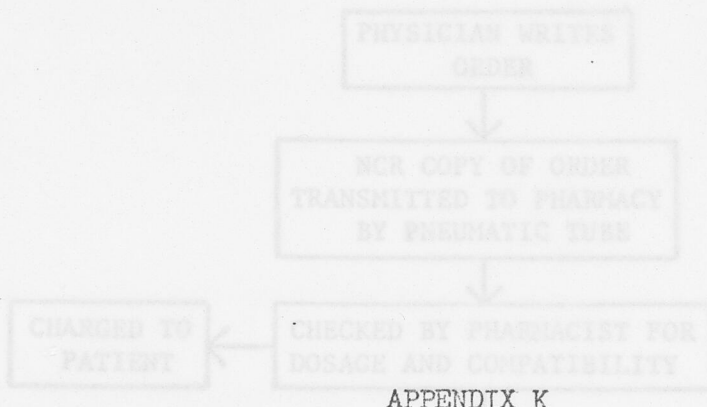 PHYSICIAN WRITES
ORDER
NCR COPY OF ORDER
TRANSMITTED TO PHARMACY
BY PNEUMATIC TUBE
CHANGED TO
PATIENT
CHECKED BY PHARMACIST FOR
DOSAGE AND COMPATIBILITY
APPENDIX K